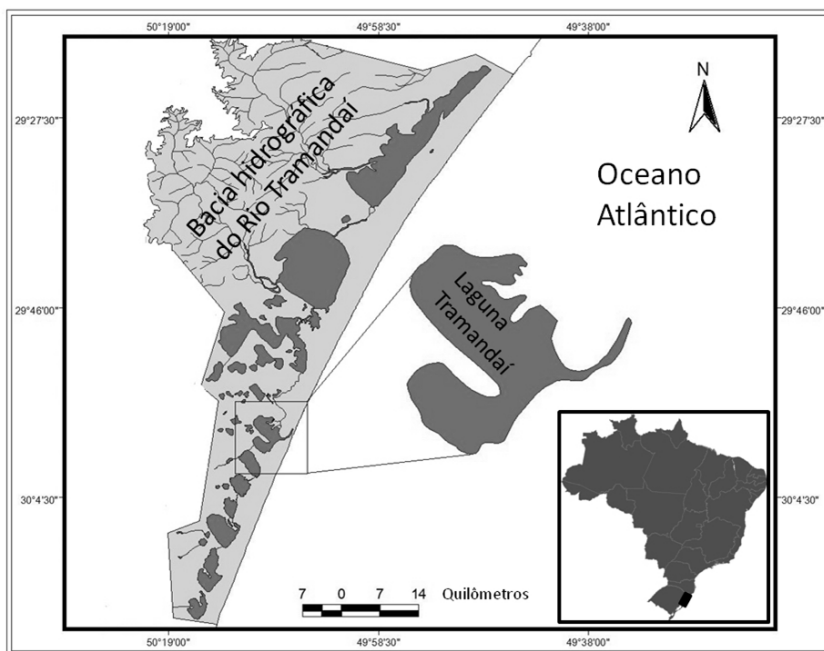 50°19'00"
49°58'30"
49°38'00"
N
29°27'30"
29°27'30"
Bacia hidrográfica
do Rio Tramandaí
Oceano
Atlântico
Laguna
Tramandaí
29°46'00"
29°46'00"
30°4'30"
30°4'30"
7 0 7 14 Quilômetros
50°19'00"
49°58'30"
49°38'00"